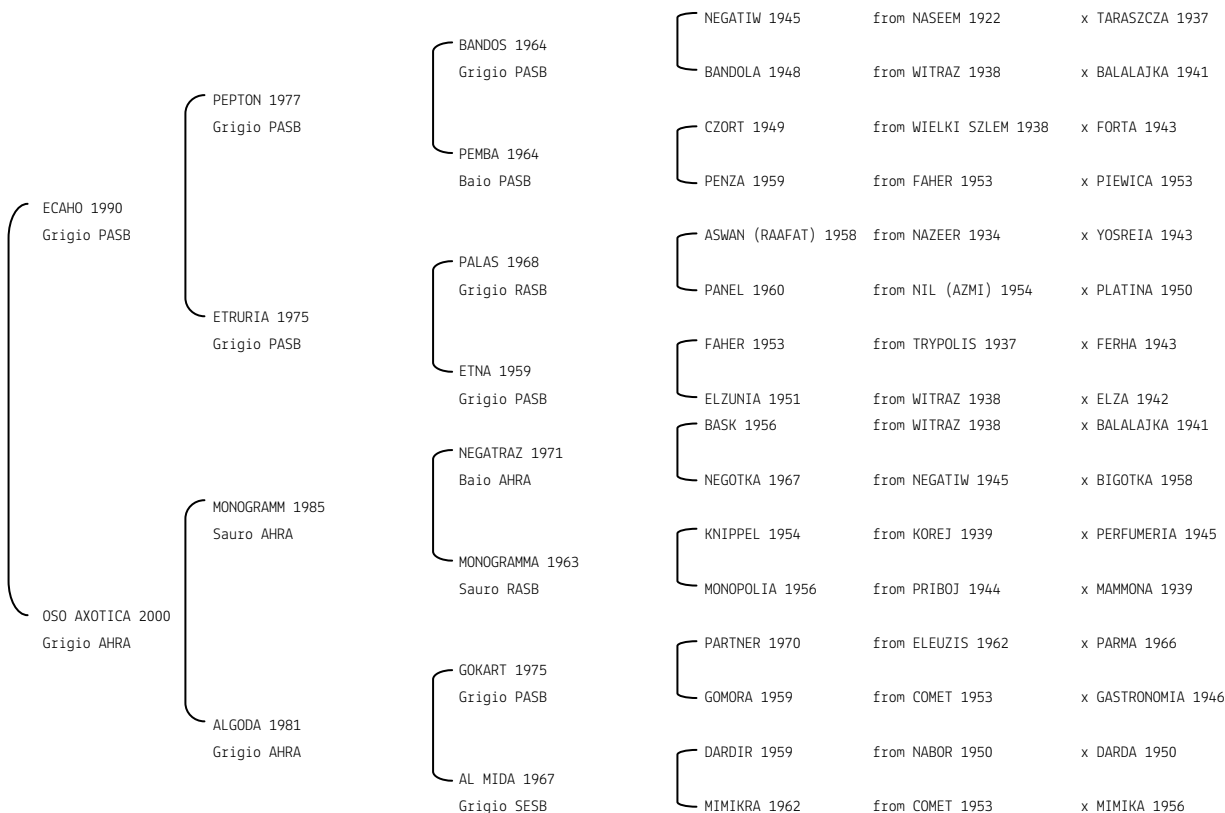 NEGATIW 1945 from NASEEM 1922 x TARASZCZA 1937
BANDOS 1964
Grigio PASB
BANDOLA 1948 from WITRAZ 1938 x BALALAJKA 1941
PEPTON 1977
Grigio PASB
CZORT 1949 from WIELKI SZLEM 1938 x FORTA 1943
PEMBA 1964
Baio PASB
PENZA 1959 from FAHER 1953 x PIEWICA 1953
ECAHO 1990
Grigio PASB
ASWAN (RAAFAT) 1958 from NAZEER 1934 x YOSREIA 1943
PALAS 1968
Grigio RASB
PANEL 1960 from NIL (AZMI) 1954 x PLATINA 1950
ETRURIA 1975
Grigio PASB
FAHER 1953 from TRYPOLIS 1937 x FERHA 1943
ETNA 1959
Grigio PASB
ELZUNIA 1951 from WITRAZ 1938 x ELZA 1942
BASK 1956 from WITRAZ 1938 x BALALAJKA 1941
NEGATRAZ 1971
Baio AHRA
NEGOTKA 1967 from NEGATIW 1945 x BIGOTKA 1958
MONOGRAMM 1985
Sauro AHRA
KNIPPEL 1954 from KOREJ 1939 x PERFUMERIA 1945
MONOGRAMMA 1963
Sauro RASB
MONOPOLIA 1956 from PRIBOJ 1944 x MAMMONA 1939
OSO AXOTICA 2000
Grigio AHRA
PARTNER 1970 from ELEUZIS 1962 x PARMA 1966
GOKART 1975
Grigio PASB
GOMORA 1959 from COMET 1953 x GASTRONOMIA 1946
ALGODA 1981
Grigio AHRA
DARDIR 1959 from NABOR 1950 x DARDA 1950
AL MIDA 1967
Grigio SESB
MIMIKRA 1962 from COMET 1953 x MIMIKA 1956